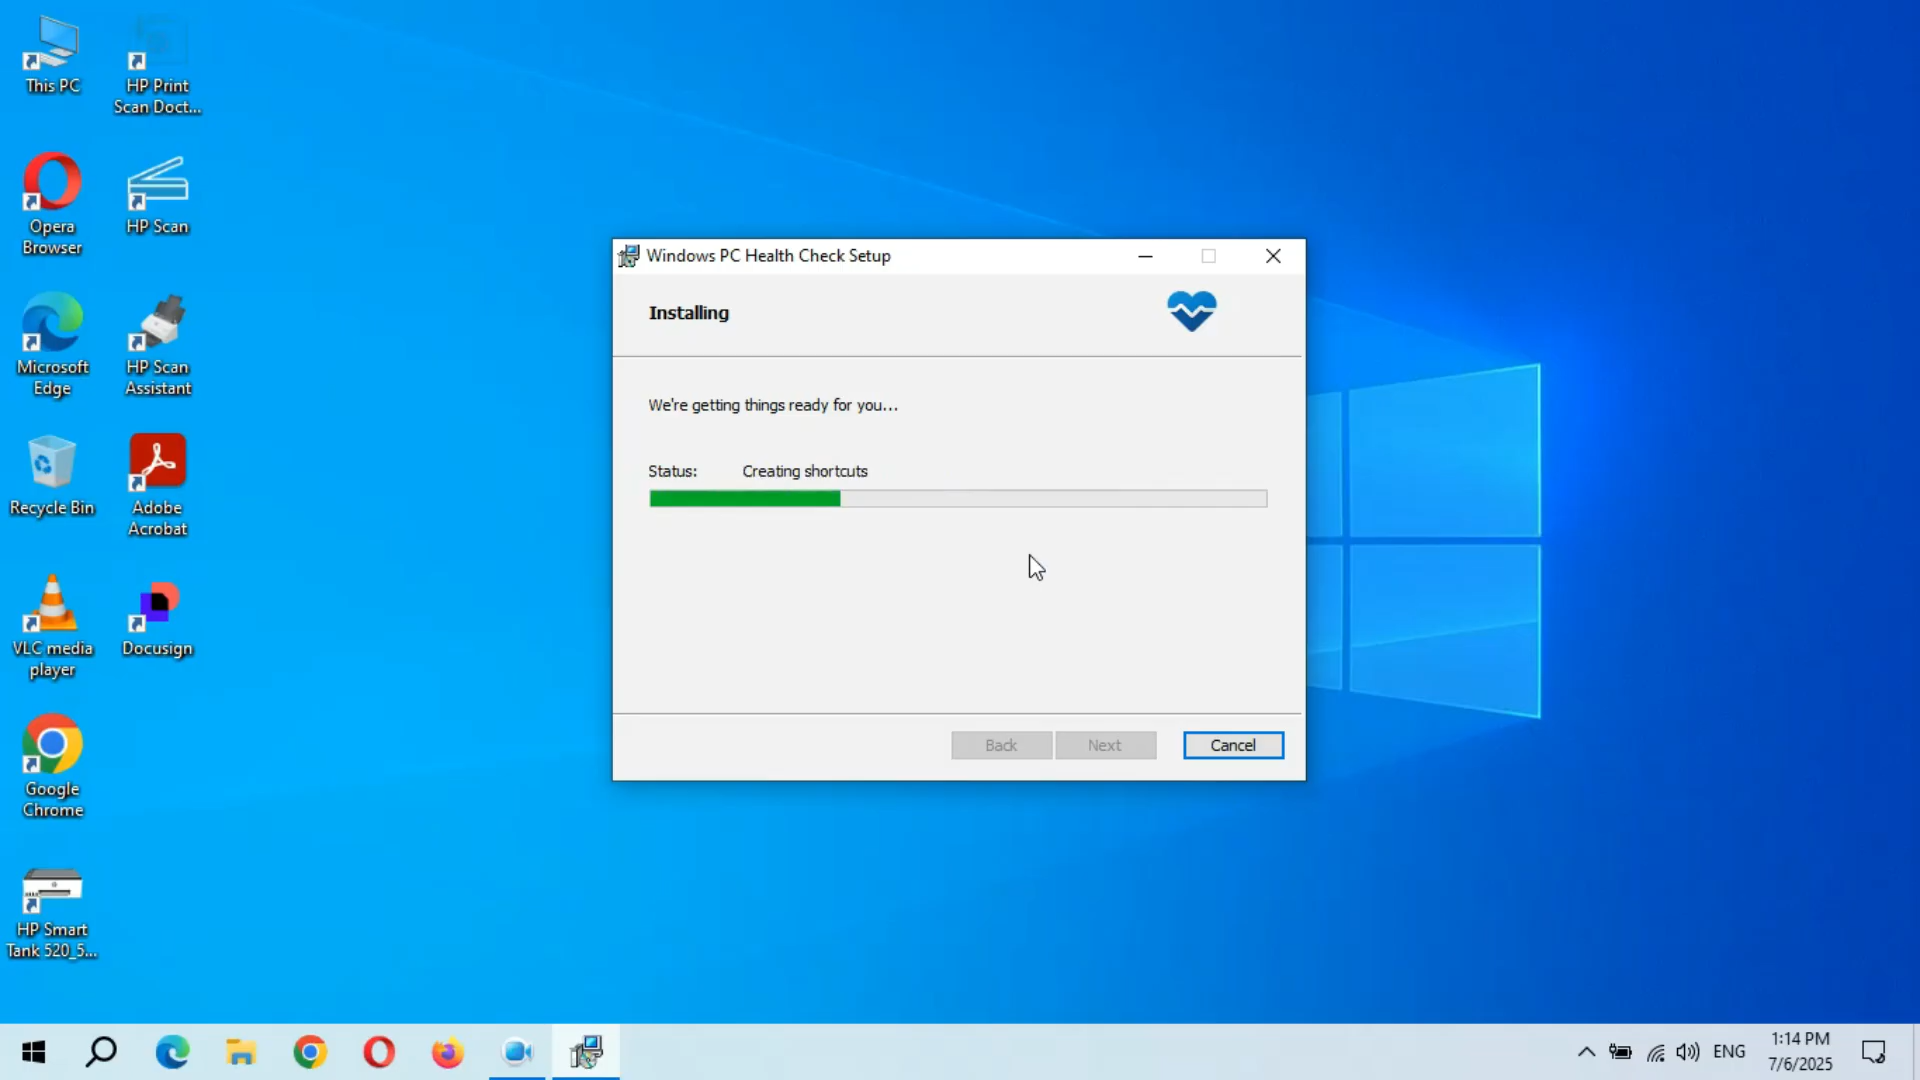 This PC
HP Print
Scan Doct...
Opera
Browser
HP Scan
Microsoft
Edge
HP Scan
Assistant
Recycle Bin
Adobe
Acrobat
VLC media
player
Docusign
Google
Chrome
HP Smart
Tank 520_5...
Windows PC Health Check Setup
Installing
We're getting things ready for you...
Status: Creating shortcuts
Back Next Cancel
ENG
1:14 PM
7/6/2025